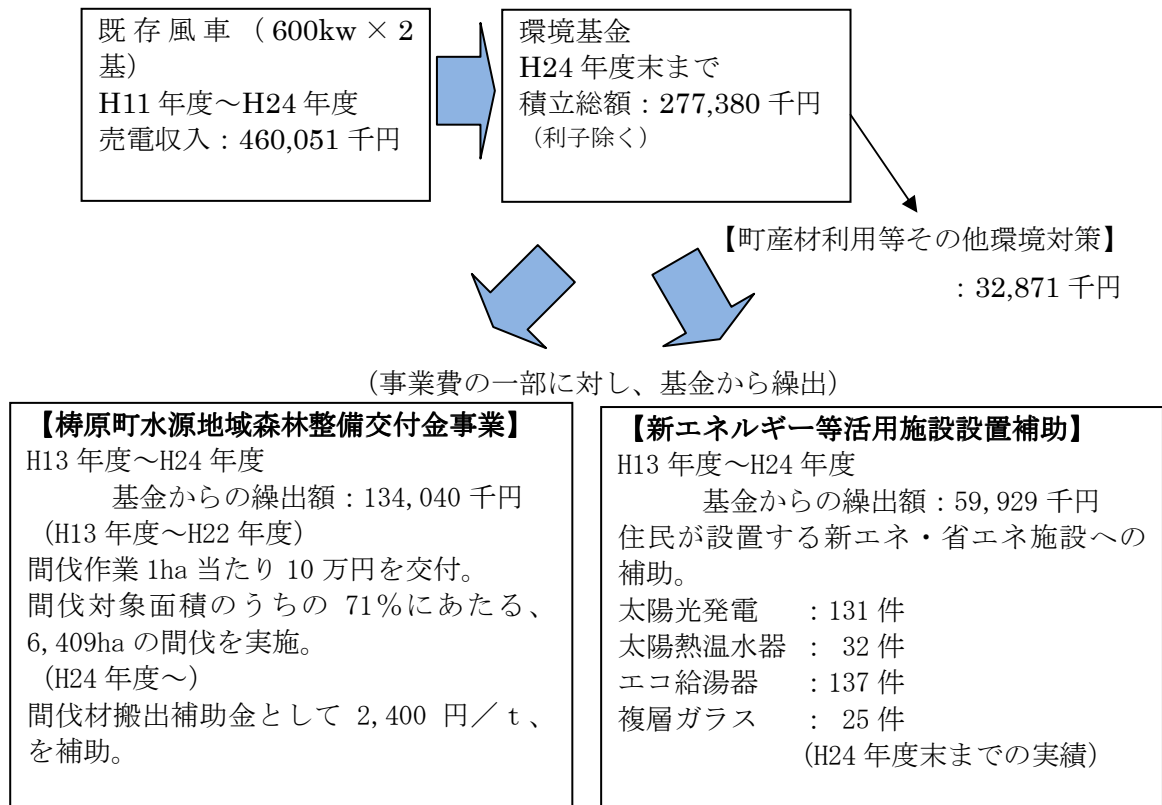 既存風車（600kw×2
基）
H11年度～H24年度
売電収入：460,051千円
環境基金
H24年度末まで
積立総額：277,380千円
（利子除く）
【町産材利用等その他環境対策】
：32,871千円
（事業費の一部に対し、基金から繰出）
【梼原町水源地域森林整備交付金事業】
H13年度～H24年度
基金からの繰出額：134,040千円
（H13年度～H22年度）
間伐作業1ha当たり10万円を交付。
間伐対象面積のうちの71％にあたる、
6,409haの間伐を実施。
（H24年度～）
間伐材搬出補助金として2,400円／ｔ、
を補助。
【新エネルギー等活用施設設置補助】
H13年度～H24年度
基金からの繰出額：59,929千円
住民が設置する新エネ・省エネ施設への
補助。
太陽光発電　：131件
太陽熱温水器：　32件
エコ給湯器　：137件
複層ガラス　：　25件
（H24年度末までの実績）